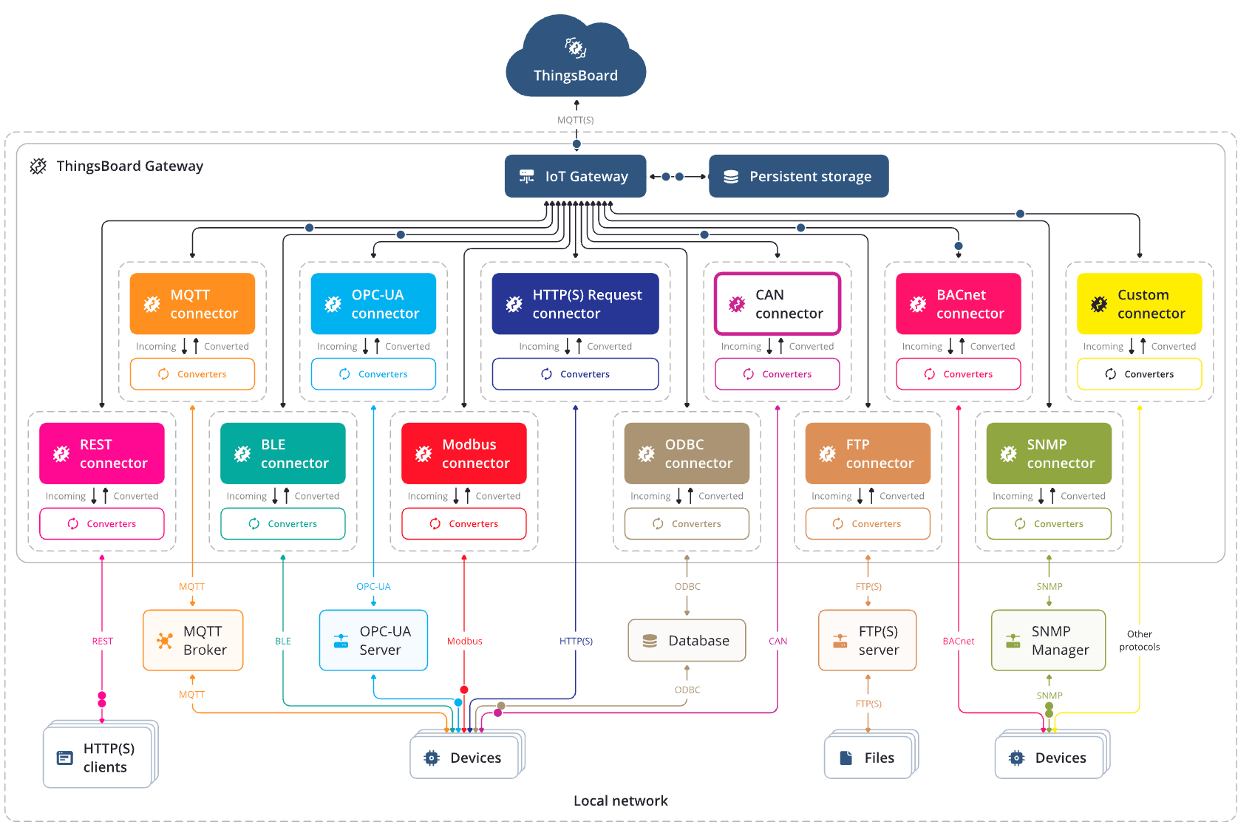 ThingsBoard
MQTT(S)
ThingsBoard Gateway
IoT Gateway
Persistent storage
MQTT
connector
Incoming
Converted
Converters
OPC-UA
connector
Incoming
Converted
Converters
HTTP(S) Request
connector
Incoming
Converted
Converters
CAN
connector
Incoming
Converted
Converters
BACnet
connector
Incoming
Converted
Converters
Custom
connector
Incoming
Converted
Converters
REST
connector
Incoming
Converted
Converters
BLE
connector
Incoming
Converted
Converters
Modbus
connector
Incoming
Converted
Converters
ODBC
connector
Incoming
Converted
Converters
FTP
connector
Incoming
Converted
Converters
SNMP
connector
Incoming
Converted
Converters
MQTT
OPC-UA
ODBC
FTP(S)
SNMP
REST
MQTT
Broker
BLE
OPC-UA
Server
Modbus
HTTP(S)
Database
CAN
FTP(S)
server
BACnet
SNMP
Manager
Other
protocols
MQTT
ODBC
FTP(S)
SNMP
HTTP(S)
clients
Devices
Files
Devices
Local network